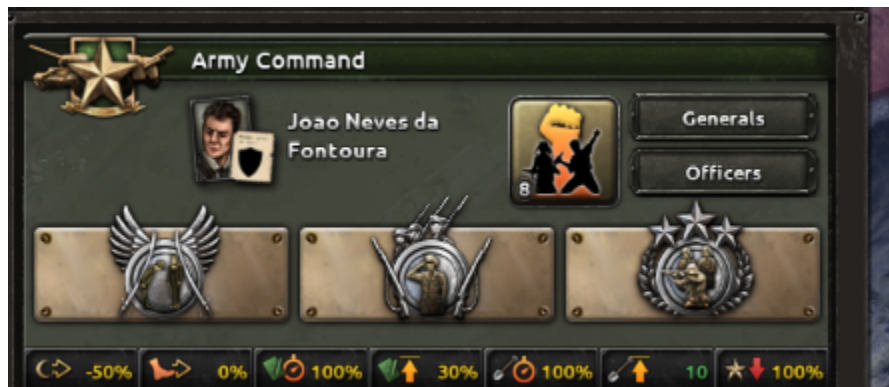 Army Command
Joao Neves da
Fontoura
Generals
8
Officers
-50% 0% 100% 30% 100% 10 100%